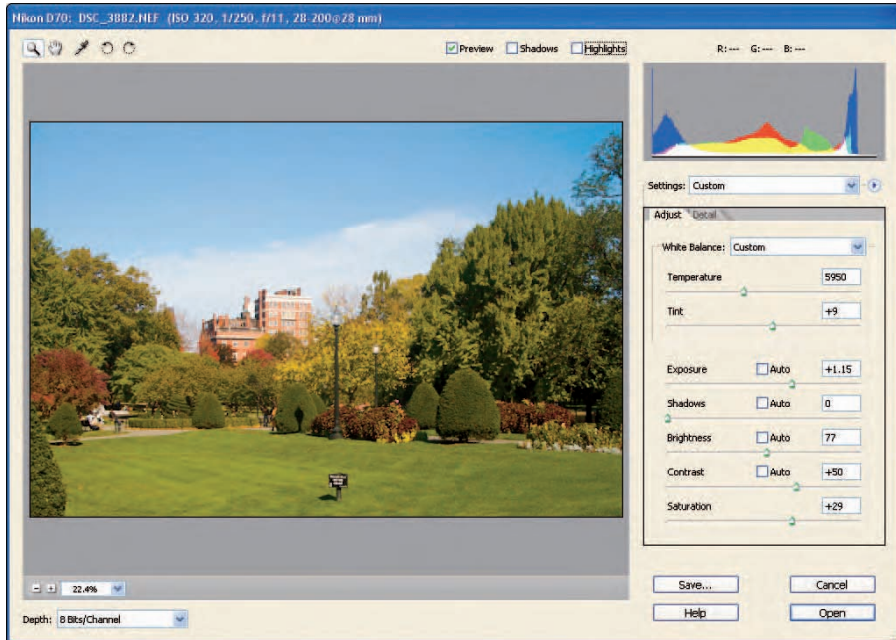 Nikon D70: DSC_3882.NEF (ISO 320, 1/250, f/11, 28-200@28 mm)
Preview Shadows Highlights
R: --- G: --- B: ---
Settings: Custom
Adjust Detail
White Balance: Custom
Temperature 5950
Tint +9
Exposure Auto +1.15
Shadows Auto 0
Brightness Auto 77
Contrast Auto +50
Saturation +29
22.4%
Save... Cancel
Depth: 8 Bits/Channel
Help Open